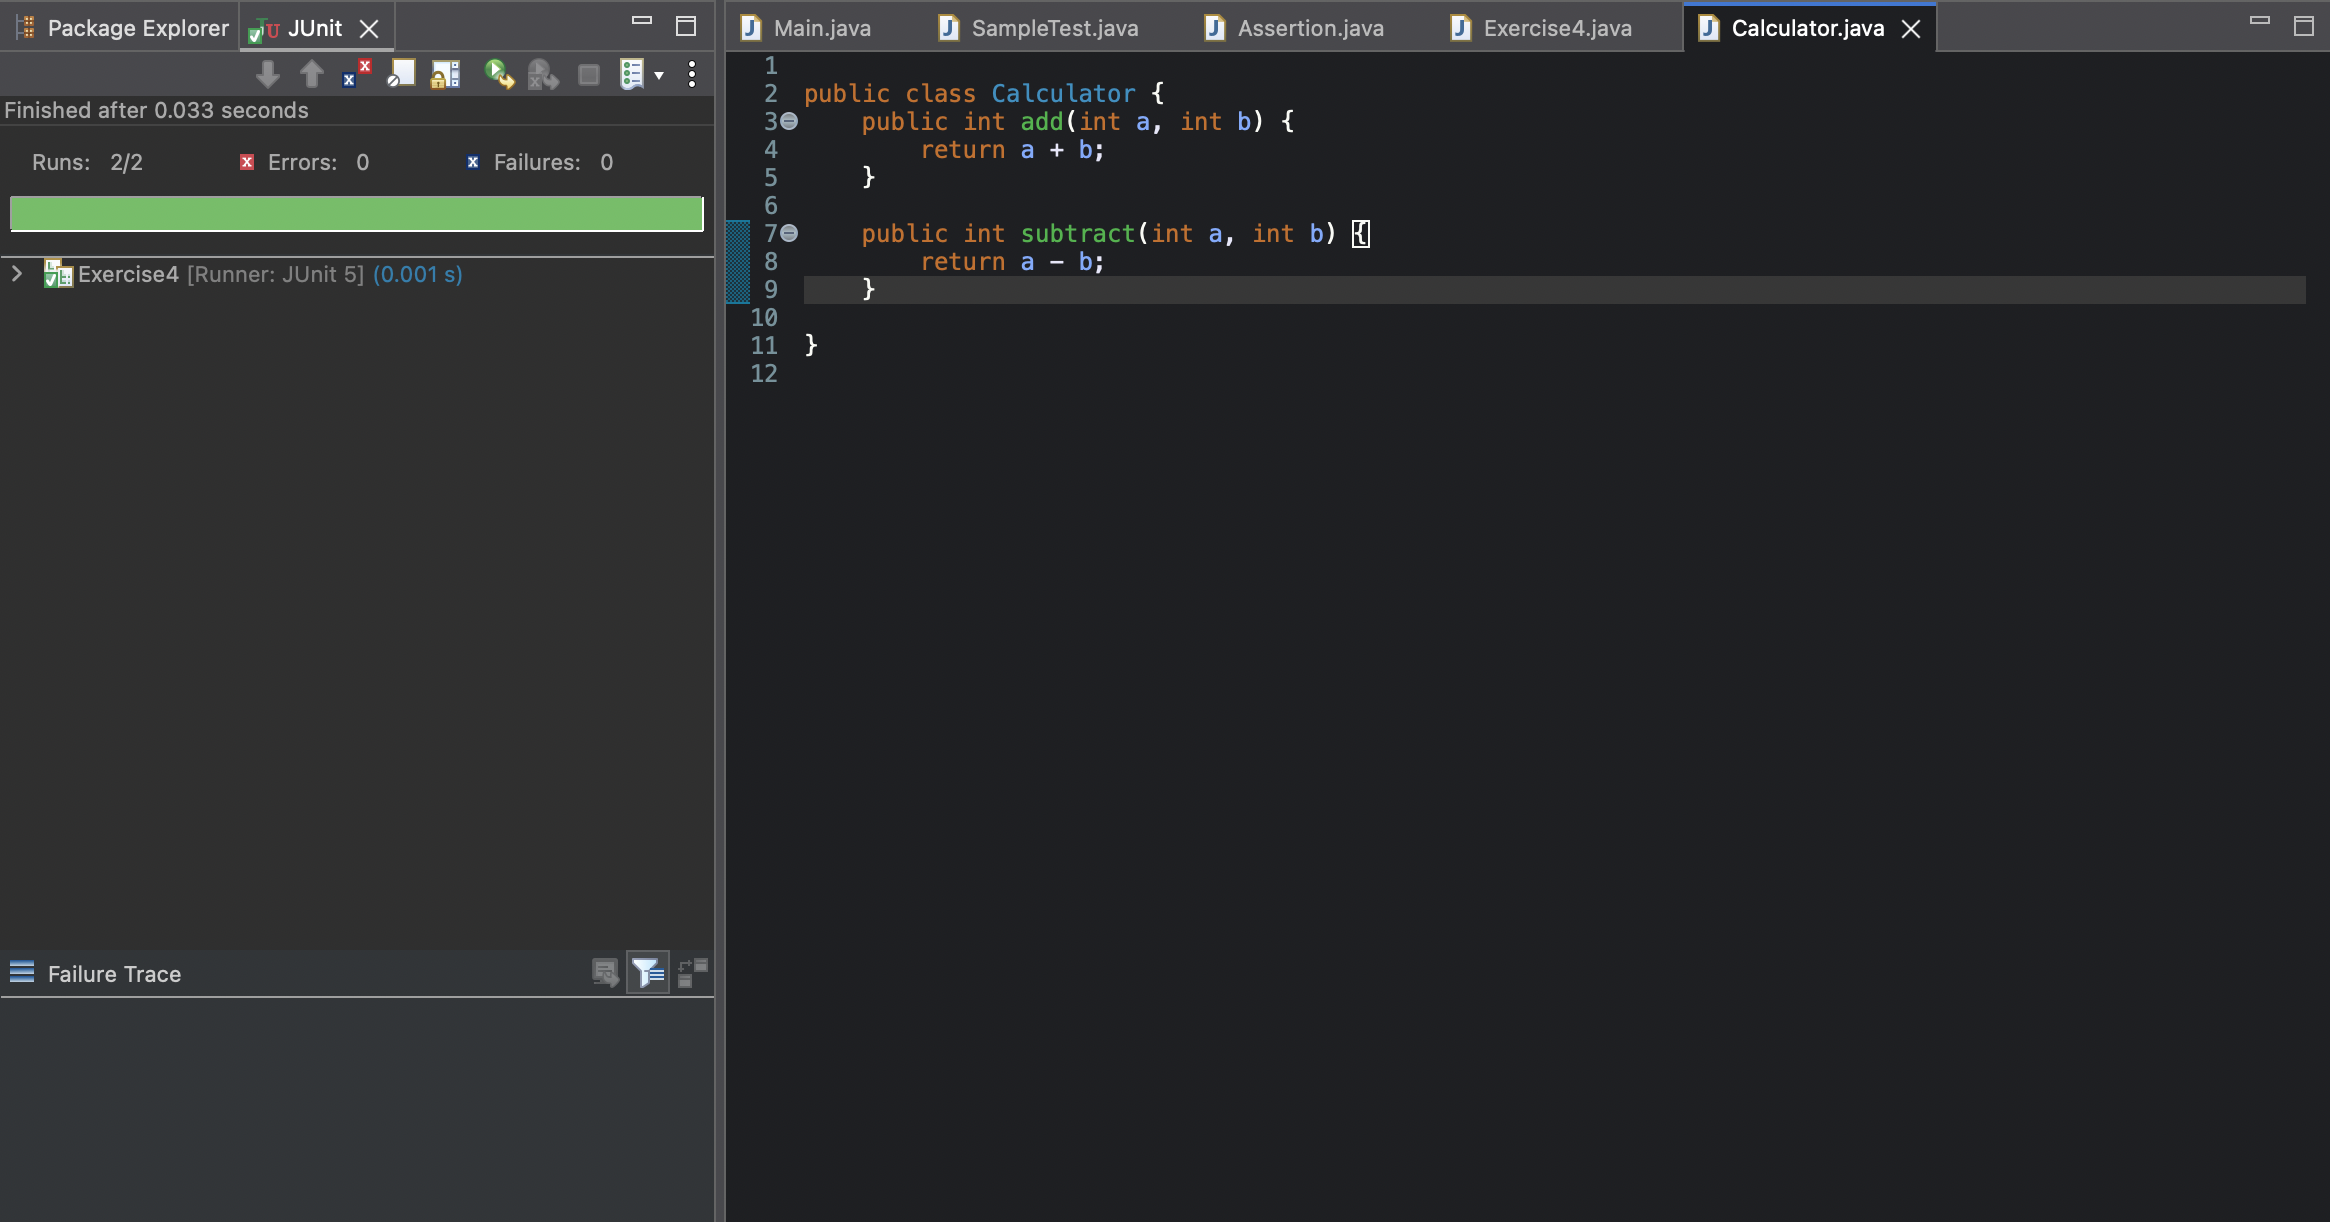 Package Explorer
JUnit
Finished after 0.033 seconds
Runs: 2/2
Errors: 0
Failures: 0
Exercise4 [Runner: JUnit 5] (0.001 s)
Failure Trace
Main.java
SampleTest.java
Assertion.java
Exercise4.java
Calculator.java
1
2 public class Calculator {
3 public int add(int a, int b) {
4 return a + b;
5 }
6
7 public int subtract(int a, int b) {
8 return a - b;
9 }
10
11 }
12